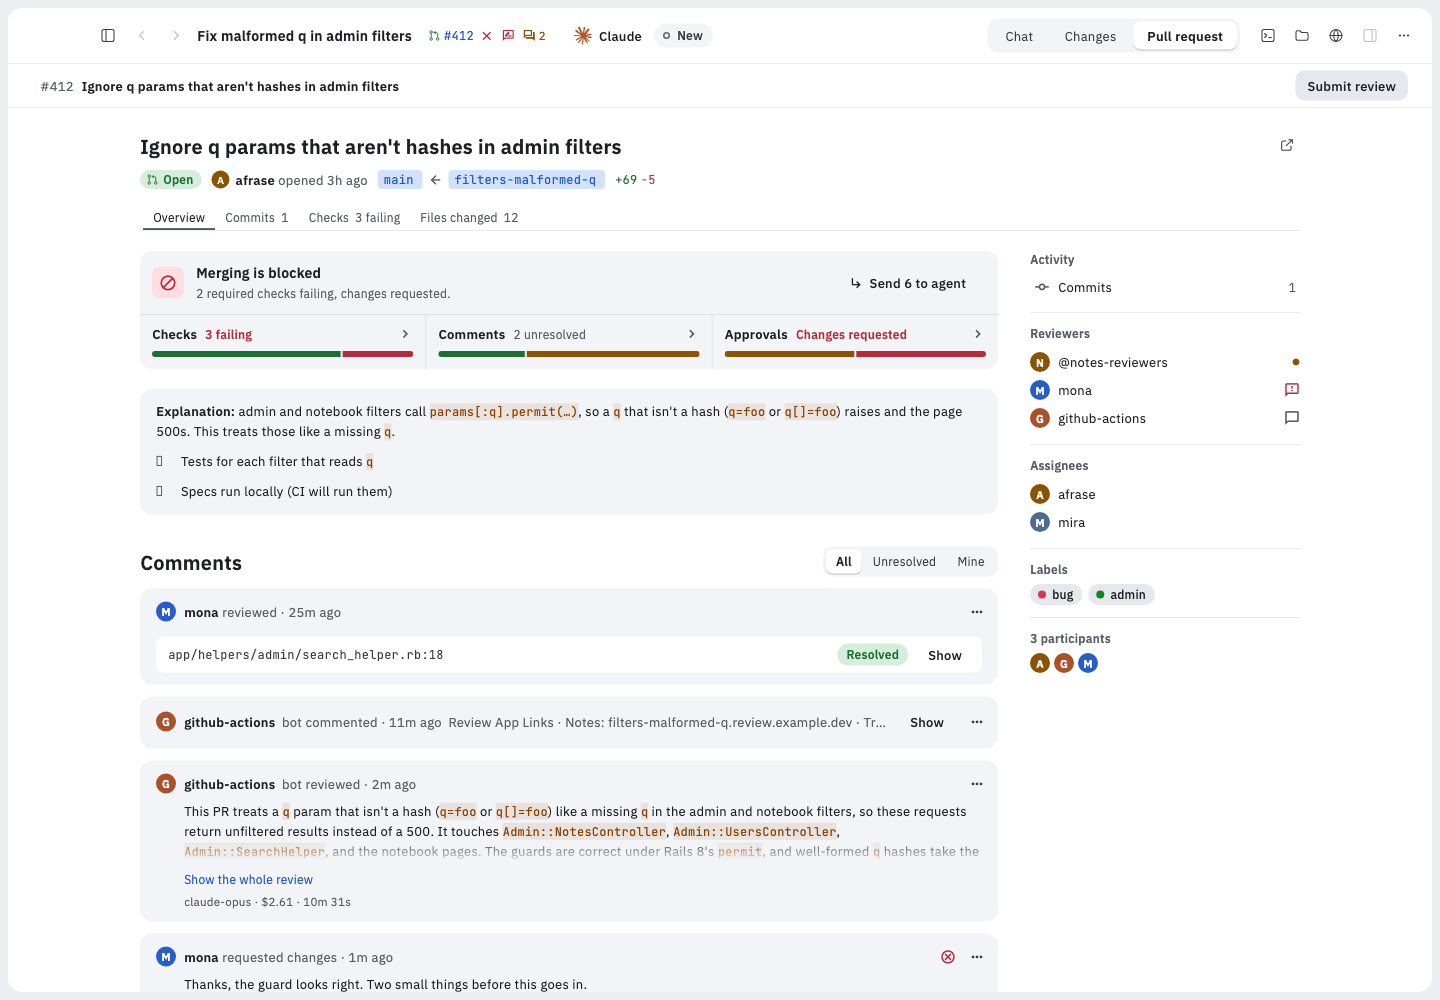 Fix malformed q in admin filters #412 2 Claude New Chat Changes Pull request
#412 Ignore q params that aren't hashes in admin filters Submit review
Ignore q params that aren't hashes in admin filters
Open A afrase opened 3h ago main ← filters-malformed-q +69 -5
Overview Commits 1 Checks 3 failing Files changed 12
Merging is blocked
2 required checks failing, changes requested.
Send 6 to agent
Checks 3 failing Comments 2 unresolved Approvals Changes requested
Explanation: admin and notebook filters call params[:q].permit(…), so a q that isn't a hash (q=foo or q[]=foo) raises and the page
500s. This treats those like a missing q.
Tests for each filter that reads q
Specs run locally (CI will run them)
Comments All Unresolved Mine
M mona reviewed · 25m ago
app/helpers/admin/search_helper.rb:18 Resolved Show
G github-actions bot commented · 11m ago Review App Links · Notes: filters-malformed-q.review.example.dev · Tr… Show
G github-actions bot reviewed · 2m ago
This PR treats a q param that isn't a hash (q=foo or q[]=foo) like a missing q in the admin and notebook filters, so these requests
return unfiltered results instead of a 500. It touches Admin::NotesController, Admin::UsersController,
Admin::SearchHelper, and the notebook pages. The guards are correct under Rails 8's permit, and well-formed q hashes take the
Show the whole review
claude-opus · $2.61 · 10m 31s
M mona requested changes · 1m ago
Thanks, the guard looks right. Two small things before this goes in.
Activity
Commits 1
Reviewers
N @notes-reviewers
M mona
G github-actions
Assignees
A afrase
M mira
Labels
bug admin
3 participants
A G M